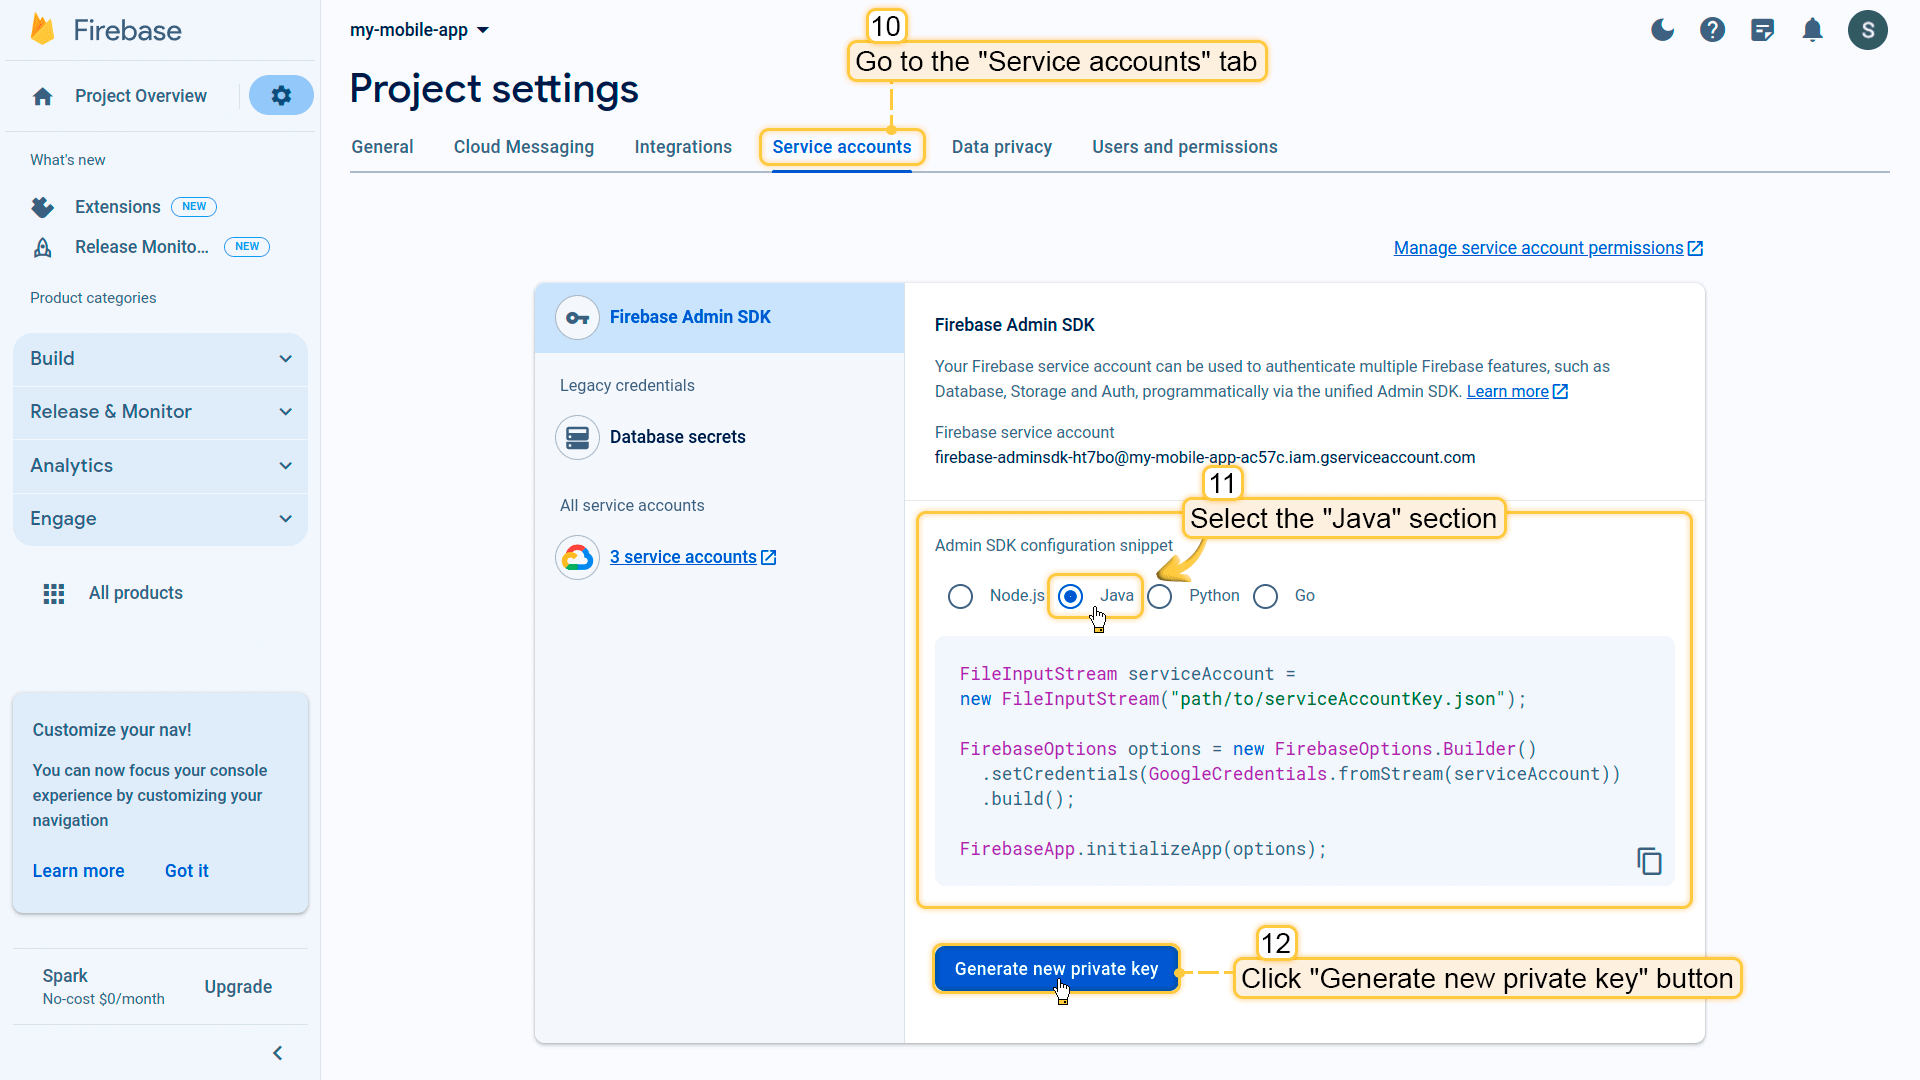 Firebase
my-mobile-app
S
Project Overview
Project settings
10
Go to the "Service accounts" tab
General
Cloud Messaging
Integrations
Service accounts
Data privacy
Users and permissions
What's new
Extensions NEW
Release Monito... NEW
Product categories
Build
Release & Monitor
Analytics
Engage
All products
Customize your nav!
You can now focus your console
experience by customizing your
navigation
Learn more Got it
Spark
No-cost $0/month
Upgrade
Manage service account permissions
Firebase Admin SDK
Legacy credentials
Database secrets
All service accounts
3 service accounts
Firebase Admin SDK
Your Firebase service account can be used to authenticate multiple Firebase features, such as
Database, Storage and Auth, programmatically via the unified Admin SDK. Learn more
Firebase service account
firebase-adminsdk-ht7bo@my-mobile-app-ac57c.iam.gserviceaccount.com
11
Select the "Java" section
Admin SDK configuration snippet
Node.js
Java
Python
Go
FileInputStream serviceAccount =
new FileInputStream("path/to/serviceAccountKey.json");
FirebaseOptions options = new FirebaseOptions.Builder()
.setCredentials(GoogleCredentials.fromStream(serviceAccount))
.build();
FirebaseApp.initializeApp(options);
Generate new private key
12
Click "Generate new private key" button